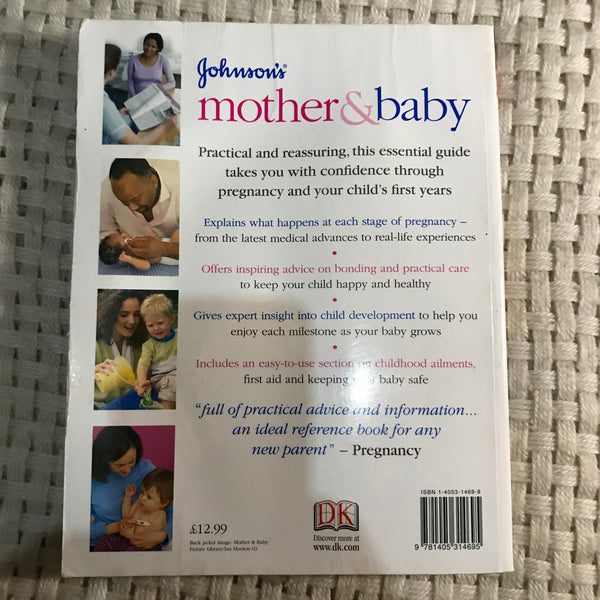 Johnson's®
mother&baby
Practical and reassuring, this essential guide
takes you with confidence through
pregnancy and your child's first years
Explains what happens at each stage of pregnancy –
from the latest medical advances to real-life experiences
•
Offers inspiring advice on bonding and practical care
to keep your child happy and healthy
•
Gives expert insight into child development to help you
enjoy each milestone as your baby grows
•
Includes an easy-to-use section on childhood ailments,
first aid and keeping baby safe
"full of practical advice and information...
an ideal reference book for any
new parent" – Pregnancy
£12.99
Back jacket image: Mother & Baby
Picture Library/Ian Hooton
DK
Discover more at
www.dk.com
ISBN 1-4053-1469-9
9 781405 314695